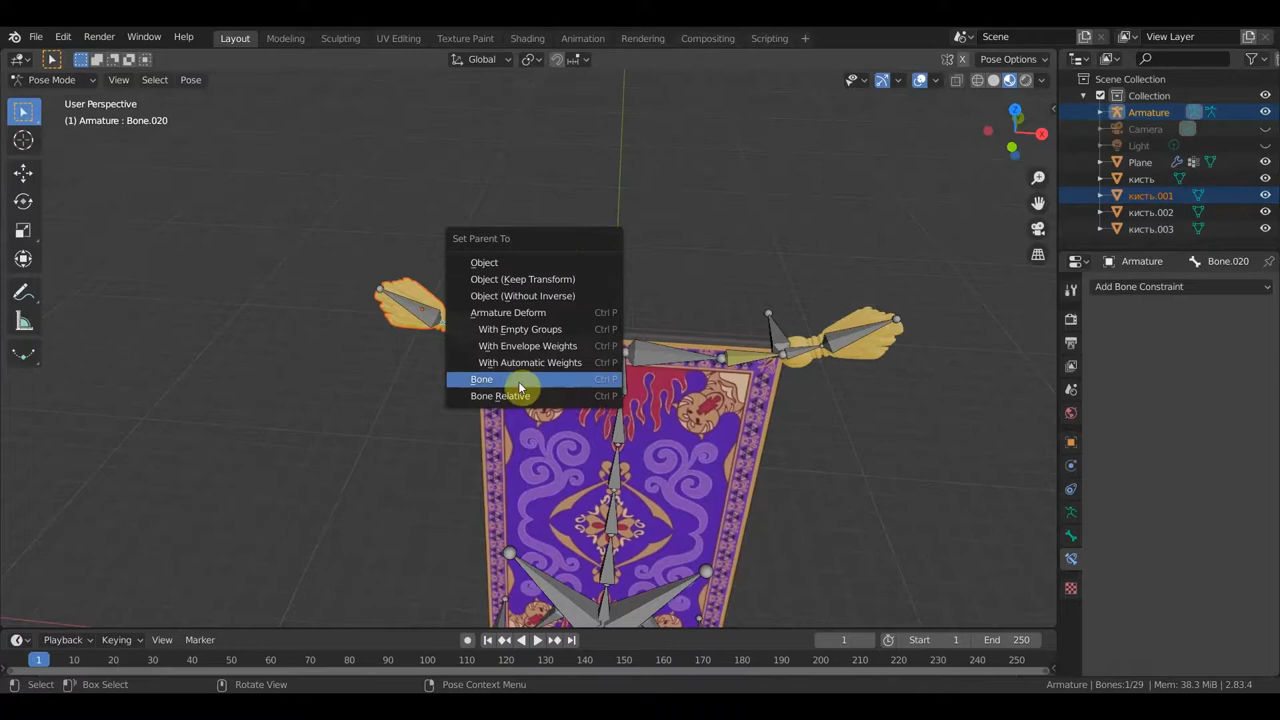 File Edit Render Window Help Layout Modeling Sculpting UV Editing Texture Paint Shading Animation Rendering Compositing Scripting + Scene View Layer
Global X Pose Options
Pose Mode View Select Pose
User Perspective
(1) Armature : Bone.020
Scene Collection
Collection
Armature
Camera
Light
Plane
кисть
кисть.001
кисть.002
кисть.003
Z
X
Set Parent To
Object
Object (Keep Transform)
Object (Without Inverse)
Armature Deform Ctrl P
With Empty Groups Ctrl P
With Envelope Weights Ctrl P
With Automatic Weights Ctrl P
Bone Ctrl P
Bone Relative Ctrl P
Armature Bone.020
Add Bone Constraint
Playback Keying View Marker 1 Start 1 End 250
1 10 20 30 40 50 60 70 80 90 100 110 120 130 140 150 160 170 180 190 200 210 220 230 240 250
Select Box Select Rotate View Pose Context Menu Armature | Bones:1/29 | Mem: 38.3 MiB | 2.83.4